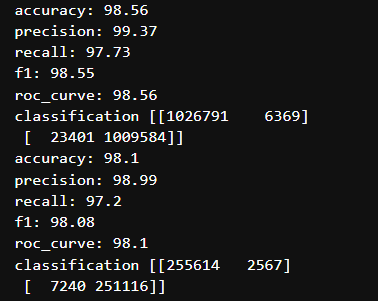 accuracy: 98.56
precision: 99.37
recall: 97.73
f1: 98.55
roc_curve: 98.56
classification [[1026791    6369]
 [  23401 1009584]]
accuracy: 98.1
precision: 98.99
recall: 97.2
f1: 98.08
roc_curve: 98.1
classification [[255614   2567]
 [  7240 251116]]